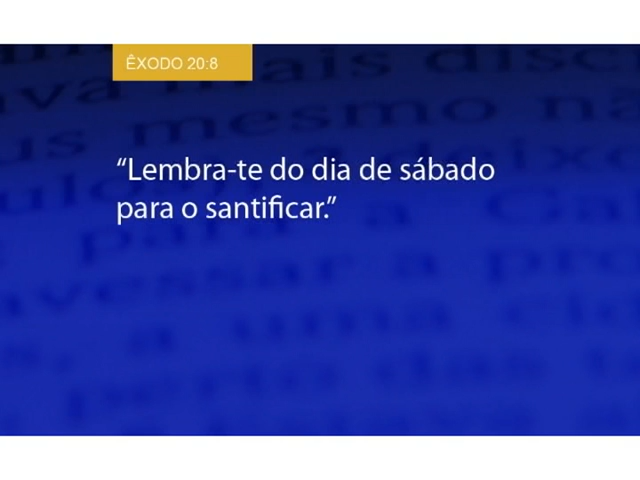 ÊXODO 20:8
“Lembra-te do dia de sábado
para o santificar.”